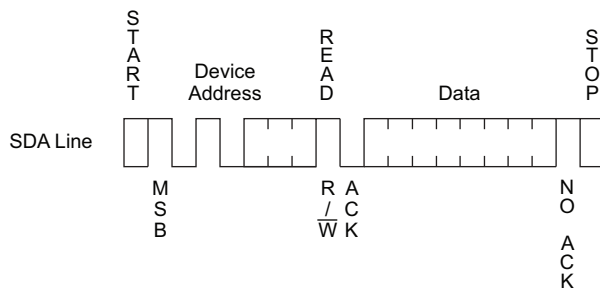 START
Device
Address
READ
Data
STOP
SDA Line
MSB
R/W
ACK
NO ACK